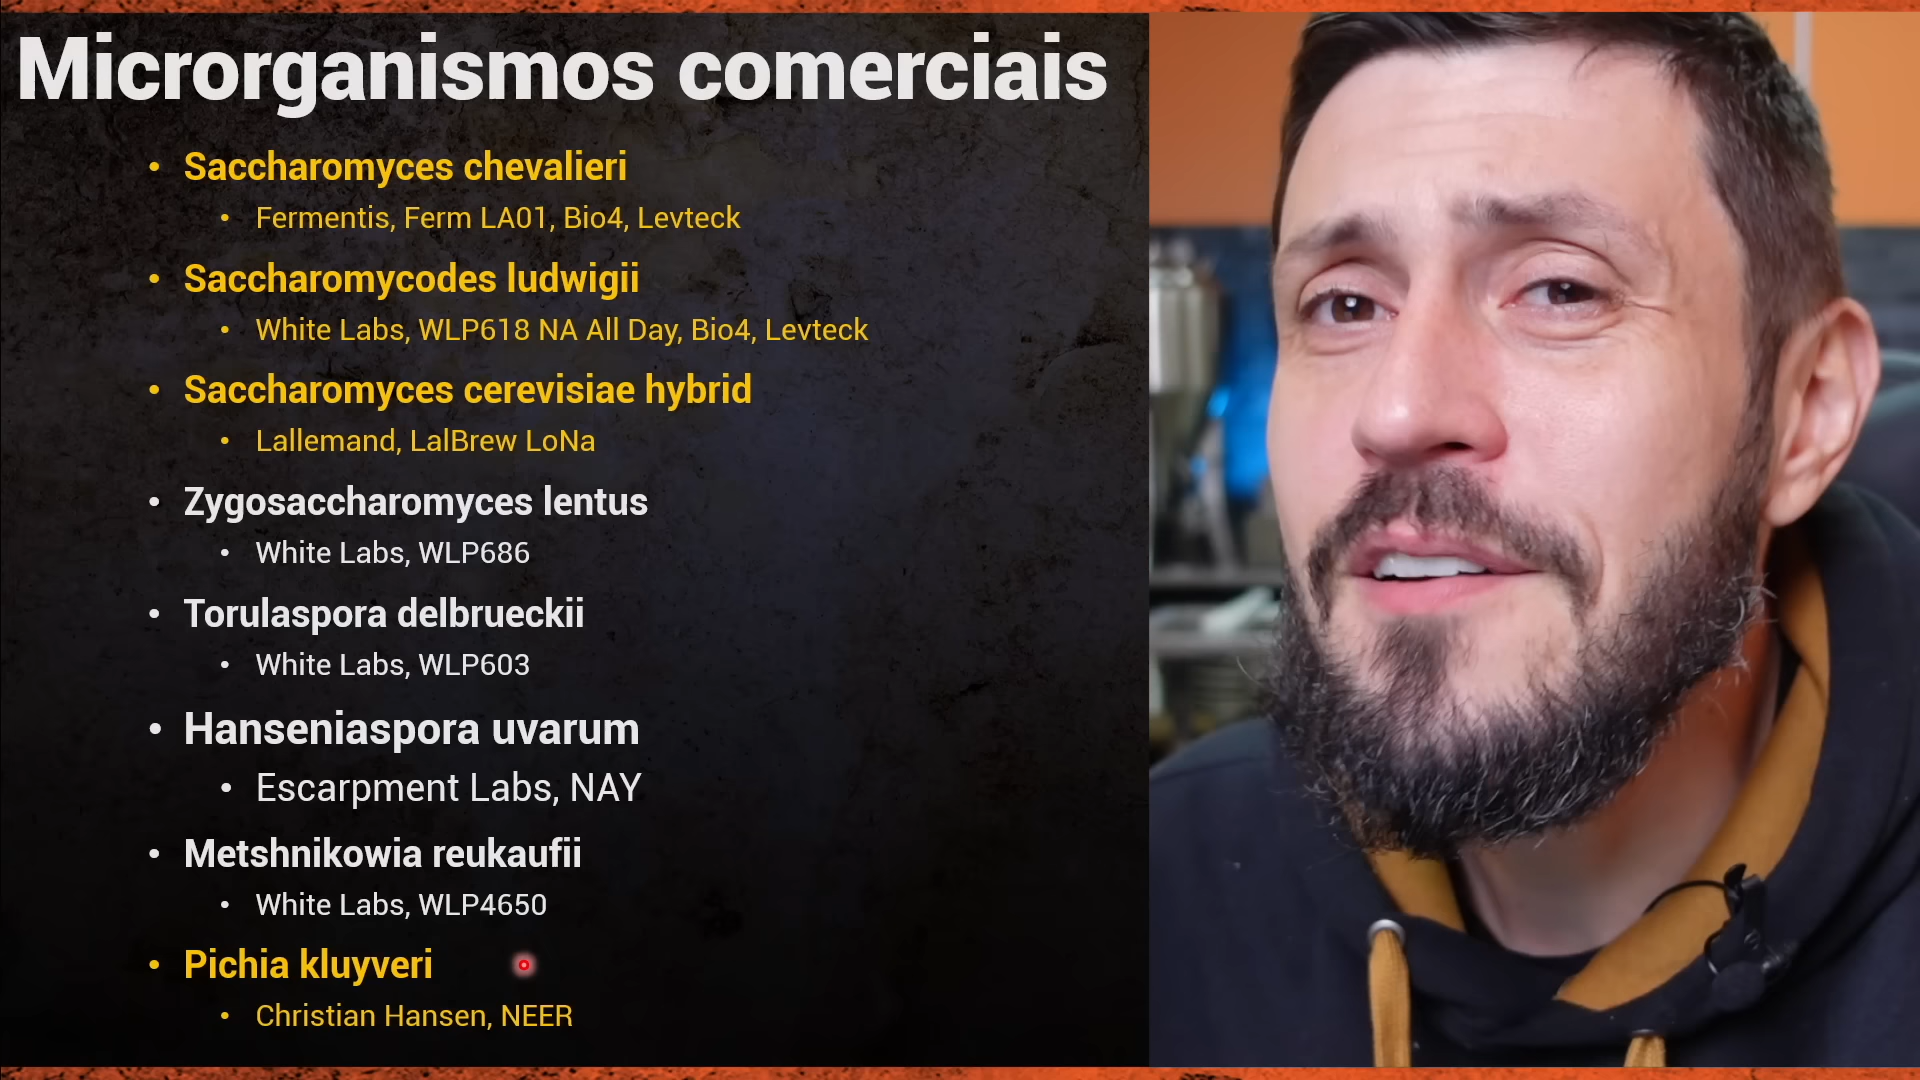 Microrganismos comerciais
• Saccharomyces chevalieri
• Fermentis, Ferm LA01, Bio4, Levteck
• Saccharomycodes ludwigii
• White Labs, WLP618 NA All Day, Bio4, Levteck
• Saccharomyces cerevisiae hybrid
• Lallemand, LalBrew LoNa
• Zygosaccharomyces lentus
• White Labs, WLP686
• Torulaspora delbrueckii
• White Labs, WLP603
• Hanseniaspora uvarum
• Escarpment Labs, NAY
• Metshnikowia reukaufii
• White Labs, WLP4650
• Pichia kluyveri
• Christian Hansen, NEER